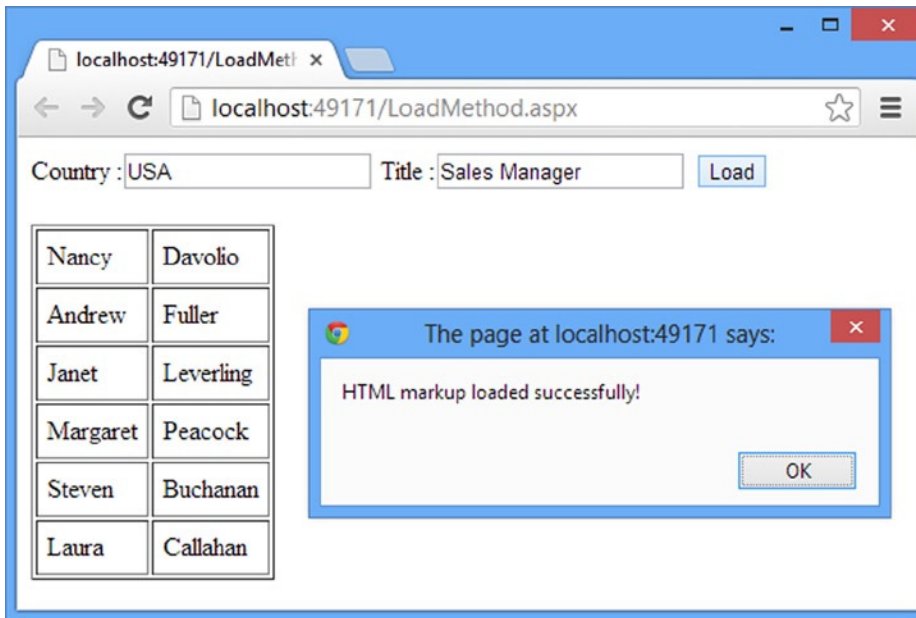 localhost:49171/LoadMeth
localhost:49171/LoadMethod.aspx
Country : USA Title : Sales Manager Load
Nancy Davolio
Andrew Fuller
Janet Leverling
Margaret Peacock
Steven Buchanan
Laura Callahan
The page at localhost:49171 says:
HTML markup loaded successfully!
OK